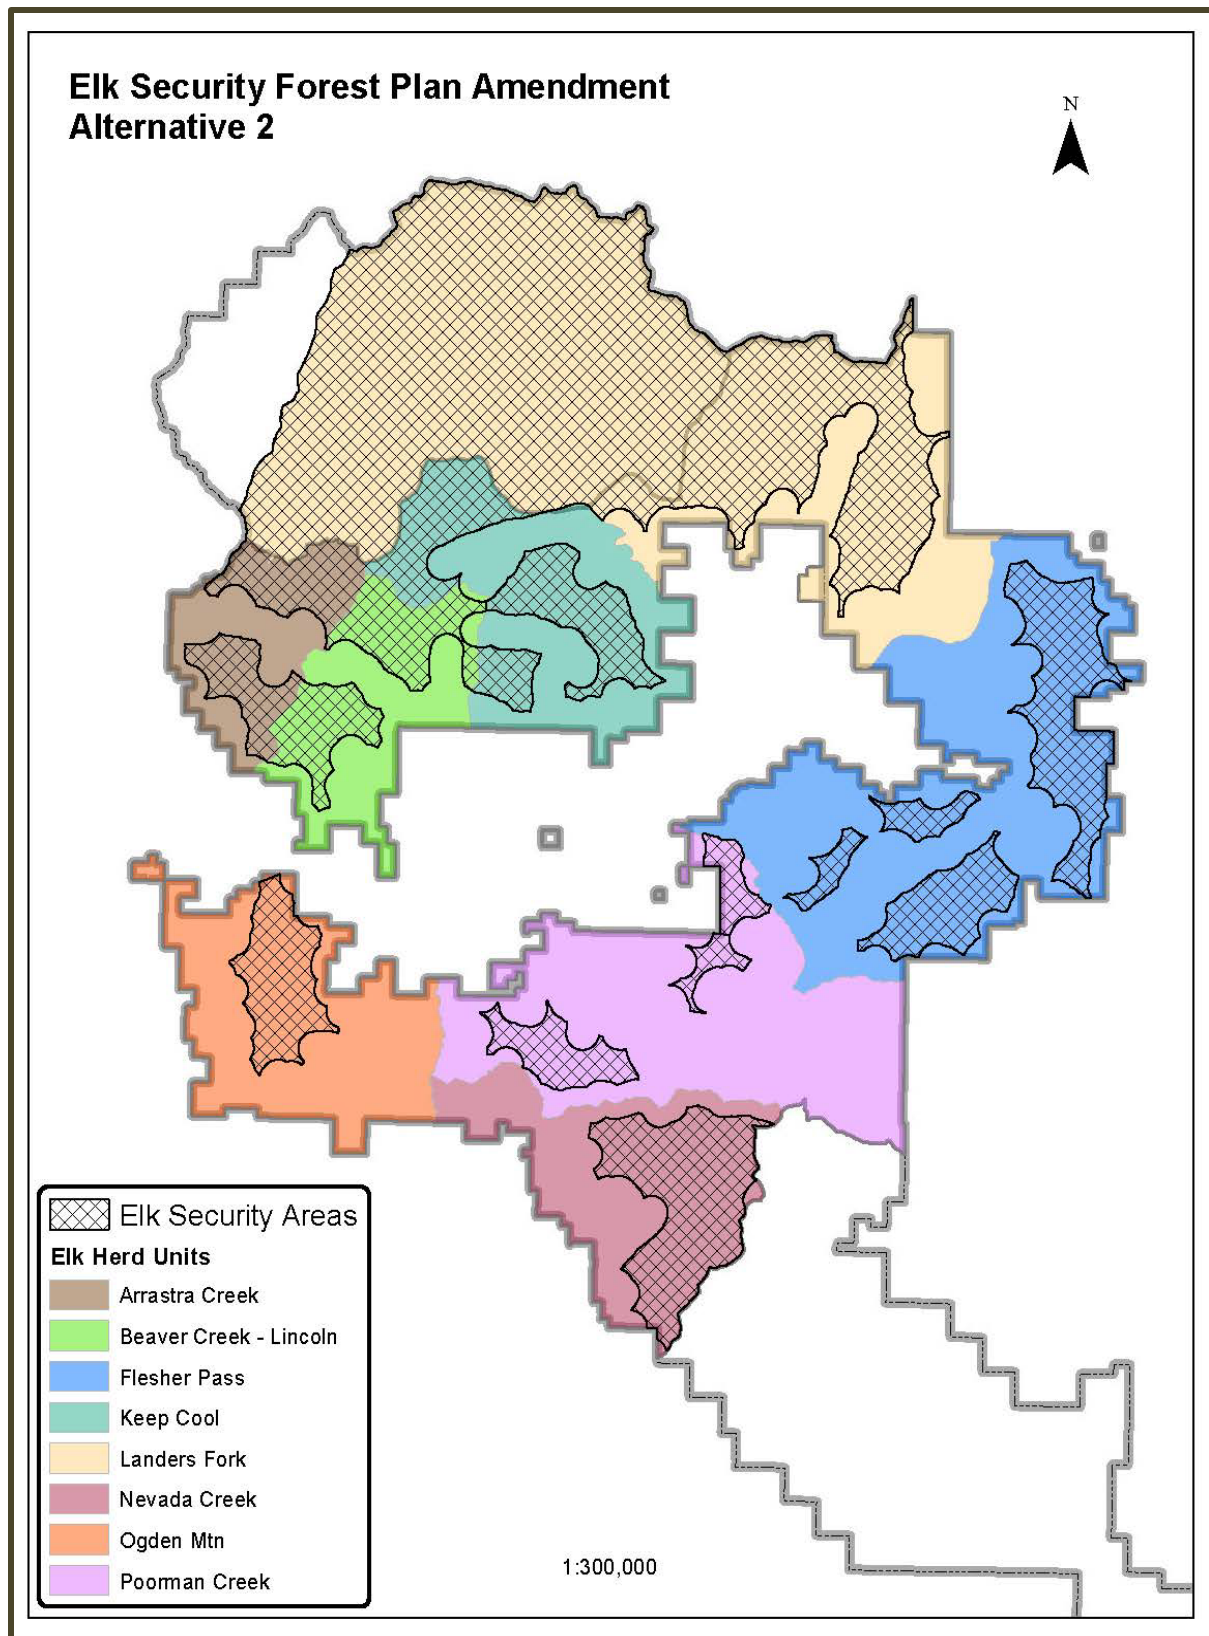 Elk Security Forest Plan Amendment
Alternative 2
N
Elk Security Areas
Elk Herd Units
Arrastra Creek
Beaver Creek - Lincoln
Flesher Pass
Keep Cool
Landers Fork
Nevada Creek
Ogden Mtn
Poorman Creek
1:300,000